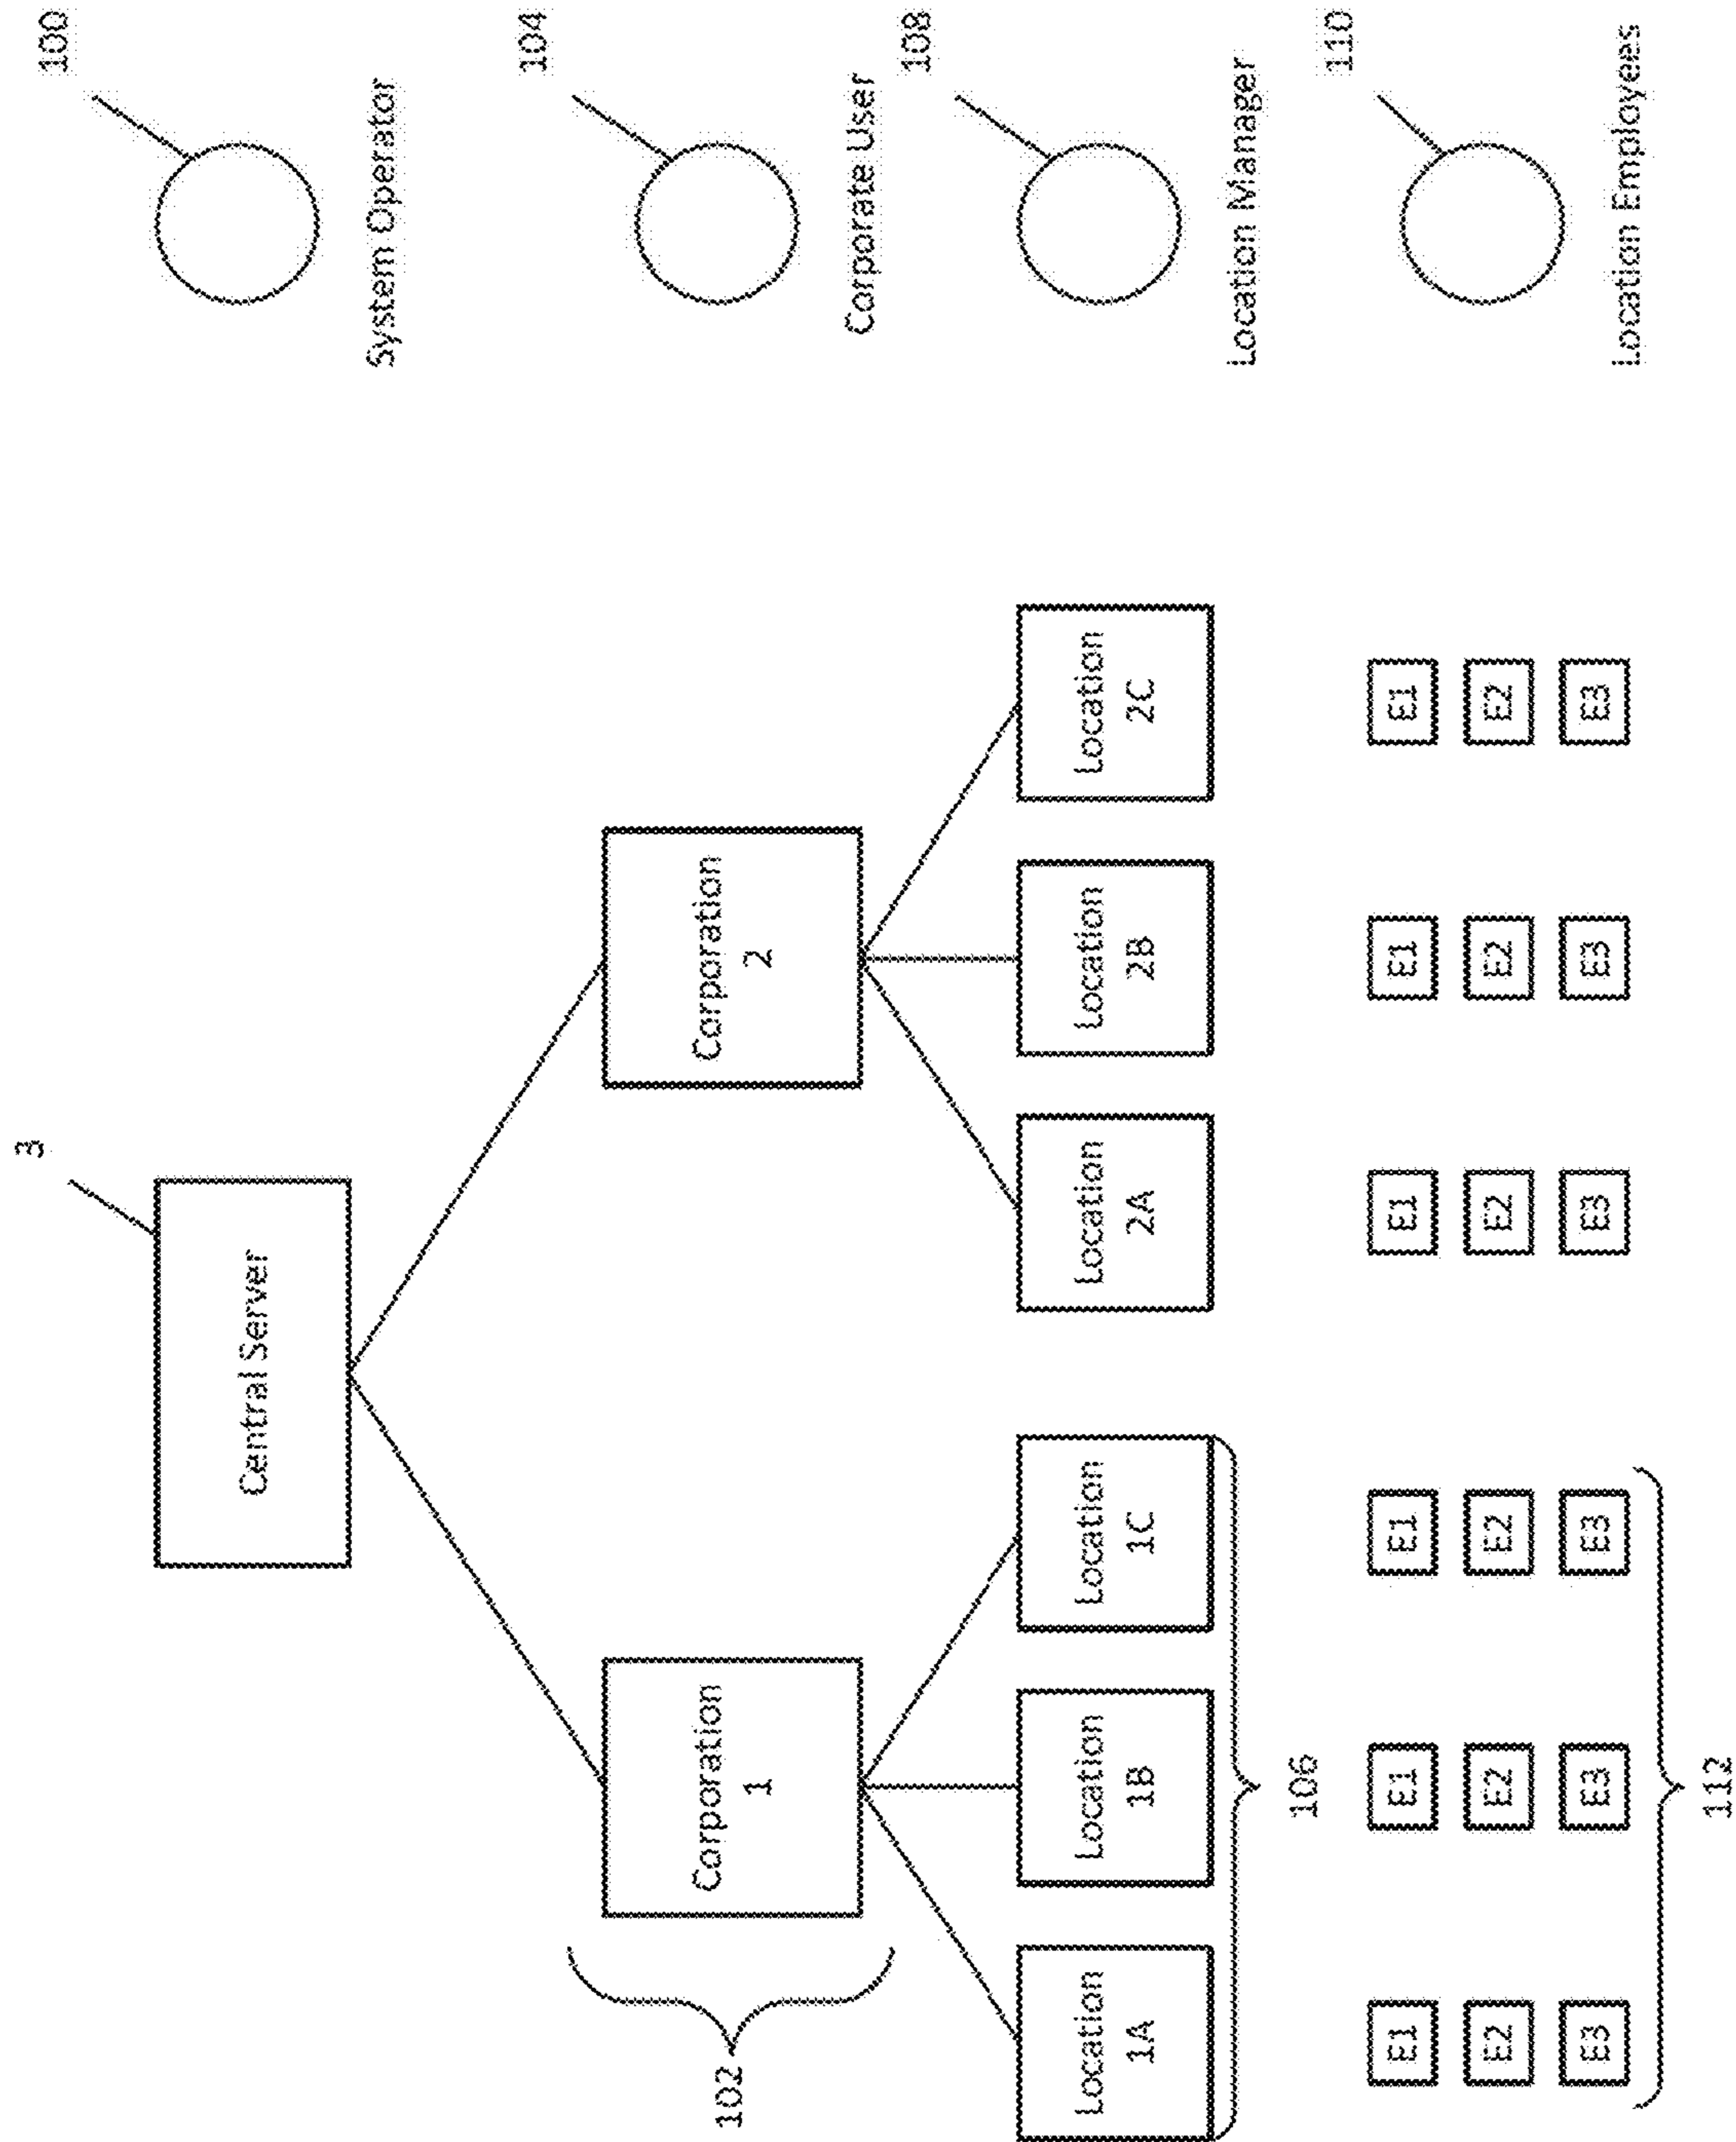 3
100
Central Server
System Operator
102
Corporation
1
Corporation
2
104
Corporate User
Location
1A
Location
1B
Location
1C
Location
2A
Location
2B
Location
2C
108
Location Manager
106
E1
E1
E1
E1
E1
E1
110
E2
E2
E2
E2
E2
E2
E3
E3
E3
E3
E3
E3
Location Employees
112